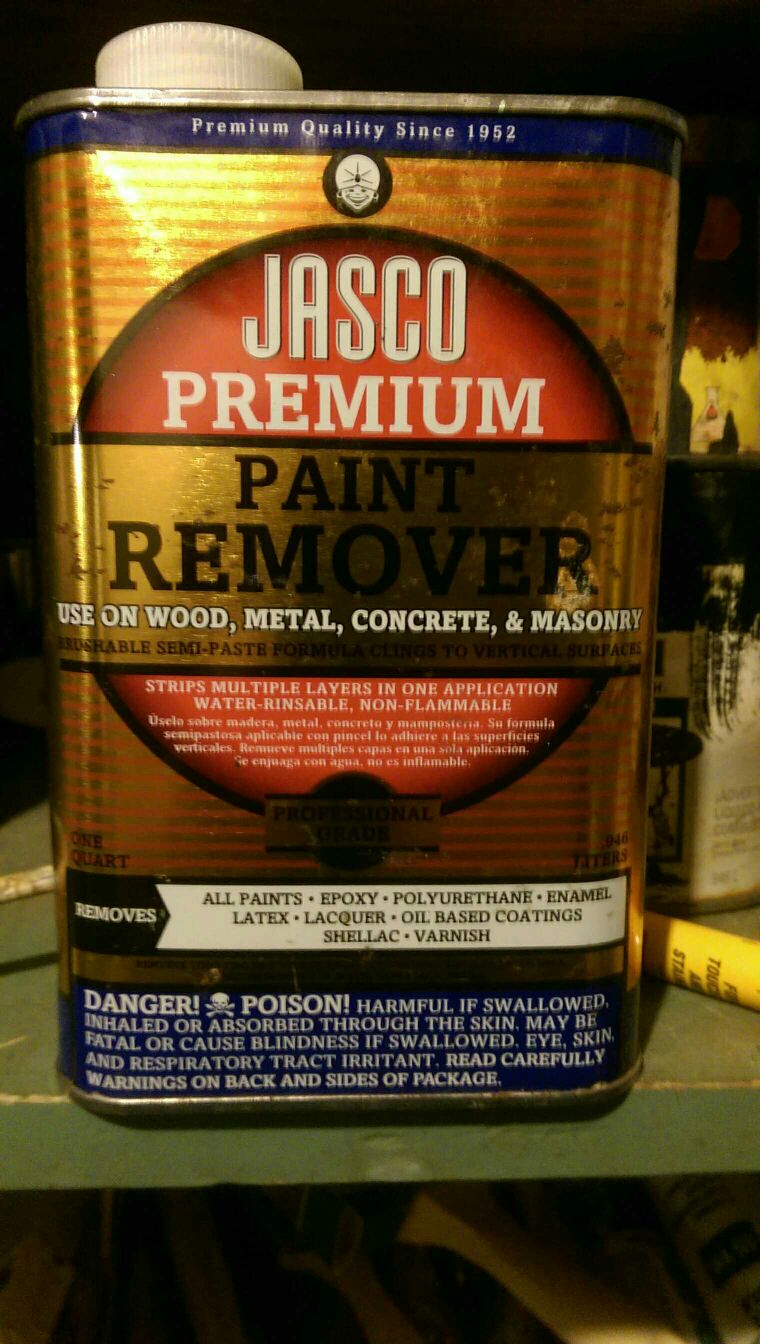 Premium Quality Since 1952
JASCO
PREMIUM
PAINT
REMOVER
USE ON WOOD, METAL, CONCRETE, & MASONRY
BRUSHABLE SEMI-PASTE FORMULA CLINGS TO VERTICAL SURFACES
STRIPS MULTIPLE LAYERS IN ONE APPLICATION
WATER-RINSABLE, NON-FLAMMABLE
Úselo sobre madera, metal, concreto y mampostería. Su formula
semipastosa aplicable con pincel lo adhiere a las superficies
verticales. Remueve multiples capas en una sola aplicación.
Se enjuaga con agua, no es inflamable.
PROFESSIONAL
GRADE
ONE
QUART
.946
LITERS
REMOVES
ALL PAINTS • EPOXY • POLYURETHANE • ENAMEL
LATEX • LACQUER • OIL BASED COATINGS
SHELLAC • VARNISH
DANGER! POISON! HARMFUL IF SWALLOWED,
INHALED OR ABSORBED THROUGH THE SKIN. MAY BE
FATAL OR CAUSE BLINDNESS IF SWALLOWED. EYE, SKIN,
AND RESPIRATORY TRACT IRRITANT. READ CAREFULLY
WARNINGS ON BACK AND SIDES OF PACKAGE.